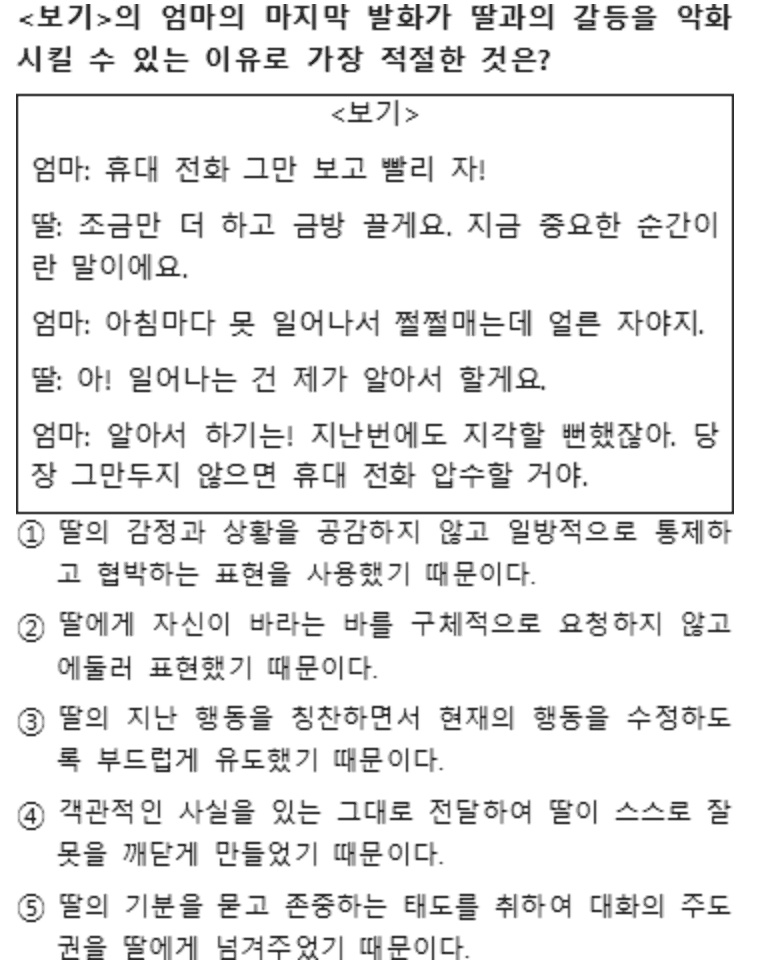 <보기>의 엄마의 마지막 발화가 딸과의 갈등을 악화
시킬 수 있는 이유로 가장 적절한 것은?
<보기>
엄마: 휴대 전화 그만 보고 빨리 자!
딸: 조금만 더 하고 금방 끌게요. 지금 중요한 순간이
란 말이에요.
엄마: 아침마다 못 일어나서 쩔쩔매는데 얼른 자야지.
딸: 아! 일어나는 건 제가 알아서 할게요.
엄마: 알아서 하기는! 지난번에도 지각할 뻔했잖아. 당
장 그만두지 않으면 휴대 전화 압수할 거야.
① 딸의 감정과 상황을 공감하지 않고 일방적으로 통제하
고 협박하는 표현을 사용했기 때문이다.
② 딸에게 자신이 바라는 바를 구체적으로 요청하지 않고
에둘러 표현했기 때문이다.
③ 딸의 지난 행동을 칭찬하면서 현재의 행동을 수정하도
록 부드럽게 유도했기 때문이다.
④ 객관적인 사실을 있는 그대로 전달하여 딸이 스스로 잘
못을 깨닫게 만들었기 때문이다.
⑤ 딸의 기분을 묻고 존중하는 태도를 취하여 대화의 주도
권을 딸에게 넘겨주었기 때문이다.